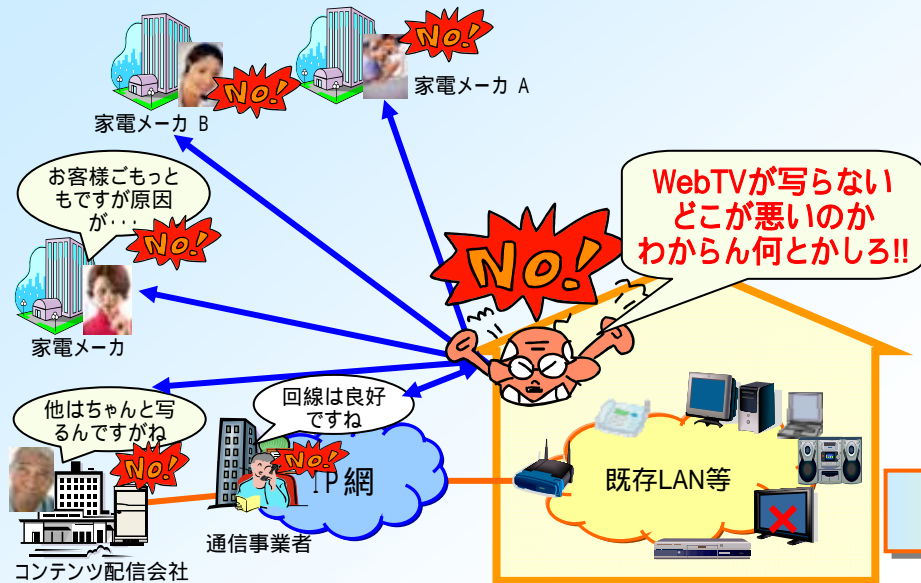 NO!
家電メーカ A
NO!
家電メーカ B
お客様ごもっと
もですが原因
が・・・
NO!
家電メーカ
WebTVが写らない
どこが悪いのか
わからん何とかしろ!!
NO!
他はちゃんと写
るんですがね
NO!
コンテンツ配信会社
回線は良好
ですね
NO!
IP網
通信事業者
既存LAN等